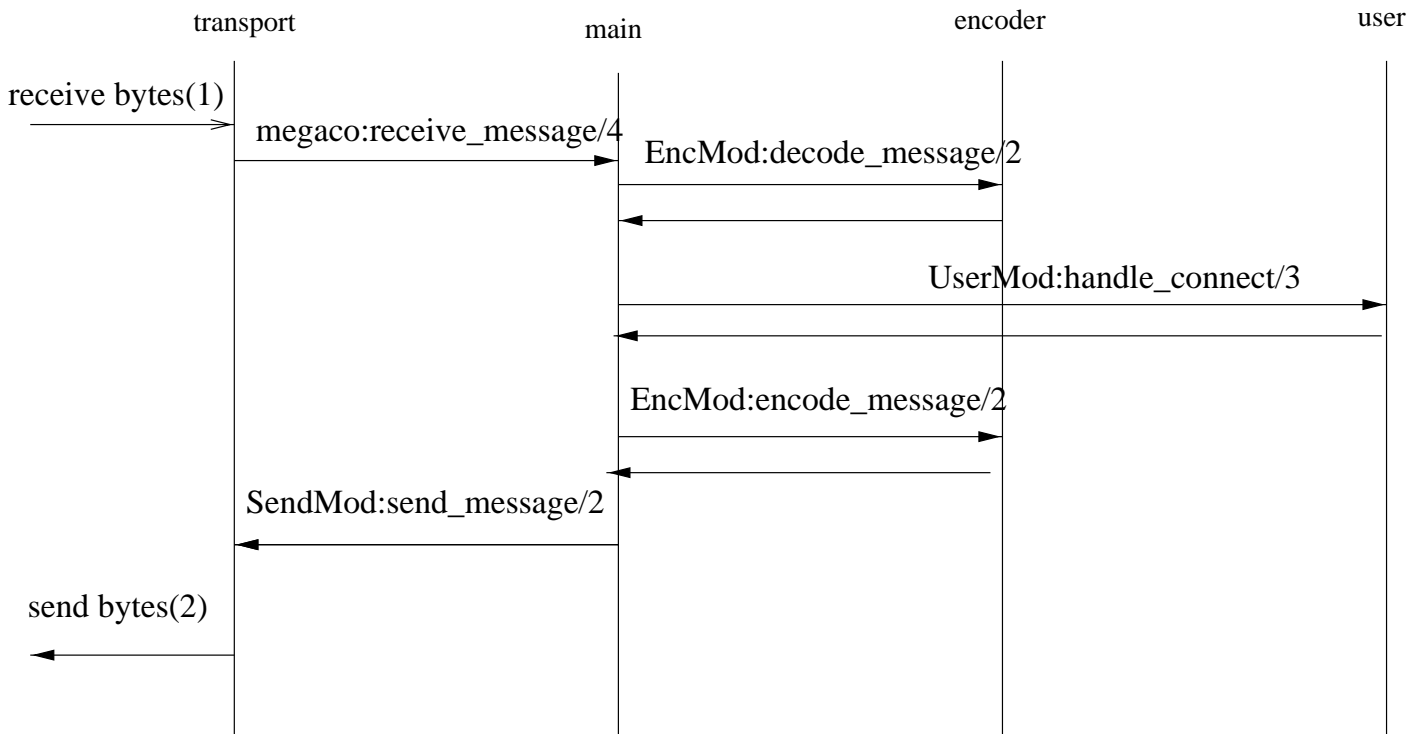 transport
main
encoder
user
receive bytes(1)
megaco:receive_message/4
EncMod:decode_message/2
UserMod:handle_connect/3
EncMod:encode_message/2
SendMod:send_message/2
send bytes(2)